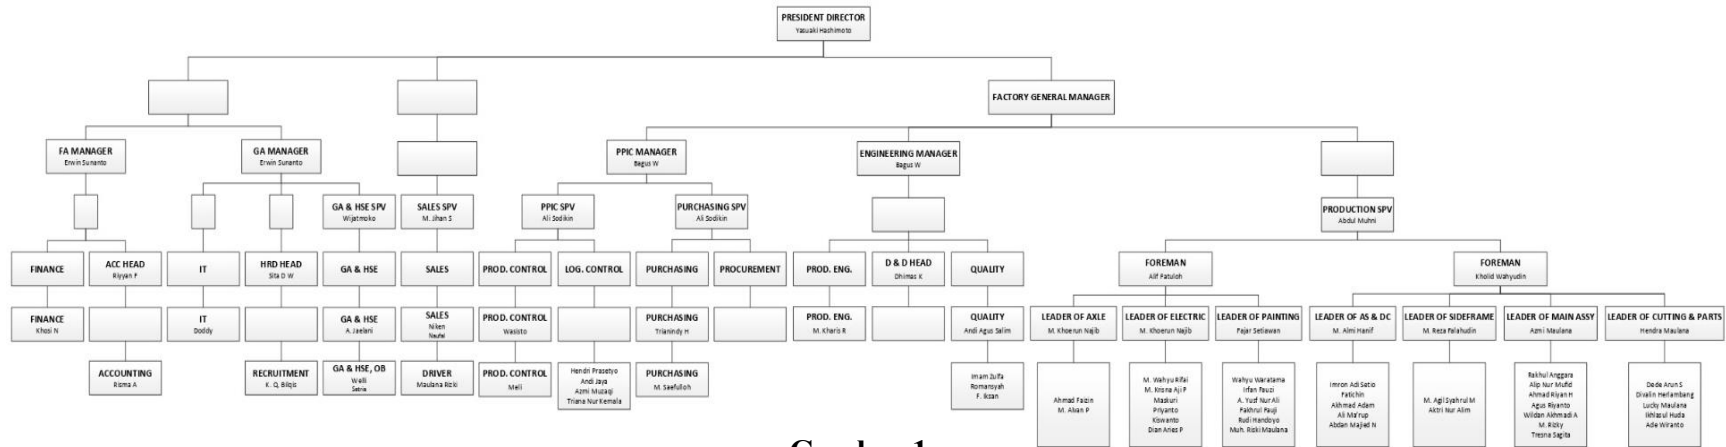 PRESIDENT DIRECTOR
Yasuaki Hashimoto
FACTORY GENERAL MANAGER
FA MANAGER
Erwin Sunanto
GA MANAGER
Erwin Sunanto
PPIC MANAGER
Bagus W
ENGINEERING MANAGER
Bagus W
GA & HSE SPV
Wijatmoko
SALES SPV
M. Jihan S
PPIC SPV
Ali Sodikin
PURCHASING SPV
Ali Sodikin
PRODUCTION SPV
Abdul Muhni
FINANCE
ACC HEAD
Riyyan F
IT
HRD HEAD
Sita D W
GA & HSE
SALES
PROD. CONTROL
LOG. CONTROL
PURCHASING
PROCUREMENT
PROD. ENG.
D & D HEAD
Dhimas K
QUALITY
FOREMAN
Alif Patuloh
FOREMAN
Kholid Wahyudin
FINANCE
Khosi N
IT
Doddy
GA & HSE
A. Jaelani
SALES
Niken
Naufal
PROD. CONTROL
Wasisto
PURCHASING
Trianindy H
PROD. ENG.
M. Kharis R
QUALITY
Andi Agus Salim
LEADER OF AXLE
M. Khoerun Najib
LEADER OF ELECTRIC
M. Khoerun Najib
LEADER OF PAINTING
Fajar Setiawan
LEADER OF AS & DC
M. Almi Hanif
LEADER OF SIDEFRAME
M. Reza Falahudin
LEADER OF MAIN ASSY
Azmi Maulana
LEADER OF CUTTING & PARTS
Hendra Maulana
ACCOUNTING
Risma A
RECRUITMENT
K. Q. Bilqis
GA & HSE, OB
Welli
Satria
DRIVER
Maulana Rizki
PROD. CONTROL
Meli
Hendri Prasetyo
Andi Jaya
Azmi Muzaqi
Triana Nur Kemala
PURCHASING
M. Saefulloh
Imam Zulfa
Romansyah
F. Iksan
Ahmad Faizin
M. Alvan P
M. Wahyu Rifai
M. Krisna Aji P
Maskuri
Priyanto
Kiswanto
Dian Aries P
Wahyu Waratama
Irfan Fauzi
A. Yusf Nur Ali
Fakhrul Fauji
Rudi Handoyo
Muh. Rizki Maulana
Imron Adi Satio
Fatichin
Akhmad Adam
Ali Ma'rup
Abdan Majied N
M. Agil Syahrul M
Aktri Nur Alim
Rakhul Anggara
Alip Nur Mufid
Ahmad Riyan H
Agus Riyanto
Wildan Akhmadi A
M. Rizky
Tresna Sagita
Dede Arun S
Divalin Herlambang
Lucky Maulana
Ikhlasul Huda
Ade Wiranto